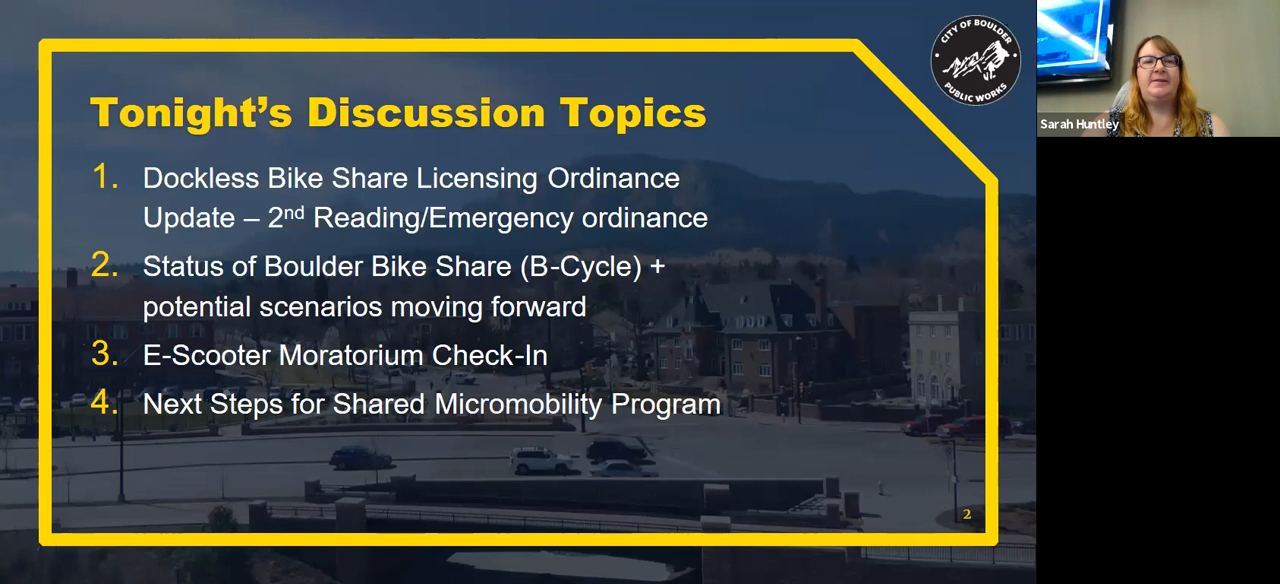 CITY OF BOULDER
PUBLIC WORKS
Sarah Huntley
Tonight's Discussion Topics
1. Dockless Bike Share Licensing Ordinance
Update – 2nd Reading/Emergency ordinance
2. Status of Boulder Bike Share (B-Cycle) +
potential scenarios moving forward
3. E-Scooter Moratorium Check-In
4. Next Steps for Shared Micromobility Program
2